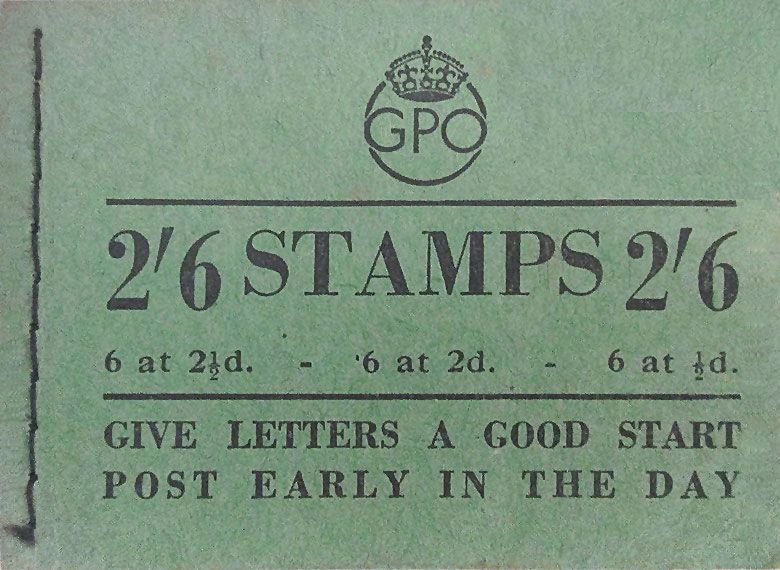 GPO
2'6 STAMPS 2'6
6 at 2½d. - 6 at 2d. - 6 at ½d.
GIVE LETTERS A GOOD START
POST EARLY IN THE DAY